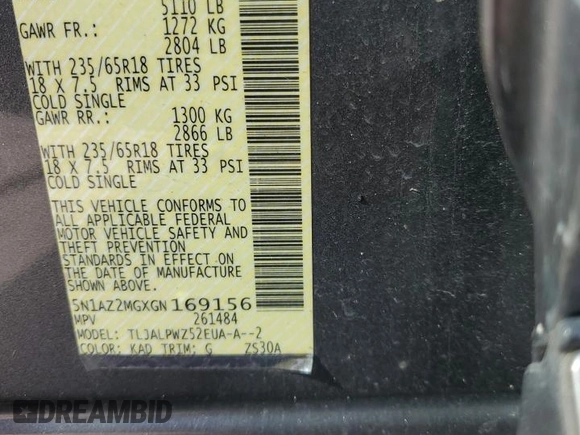 5110 LB
GAWR FR.: 1272 KG
2804 LB
WITH 235/65R18 TIRES
18 X 7.5 RIMS AT 33 PSI
COLD SINGLE
GAWR RR.: 1300 KG
2866 LB
WITH 235/65R18 TIRES
18 X 7.5 RIMS AT 33 PSI
COLD SINGLE
THIS VEHICLE CONFORMS TO
ALL APPLICABLE FEDERAL
MOTOR VEHICLE SAFETY AND
THEFT PREVENTION
STANDARDS IN EFFECT ON
THE DATE OF MANUFACTURE
SHOWN ABOVE.
5N1AZ2MGXGN169156
MPV 261484
MODEL: TLJALPWZ52EUA-A--2
COLOR: KAD TRIM: G ZS30A
DREAMBID